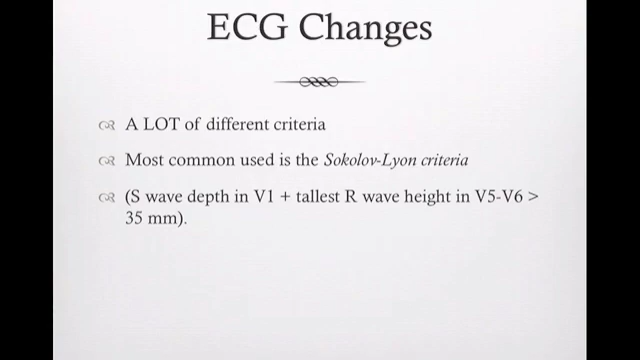 ECG Changes
A LOT of different criteria
Most common used is the Sokolov-Lyon criteria
(S wave depth in V1 + tallest R wave height in V5-V6 >
35 mm).